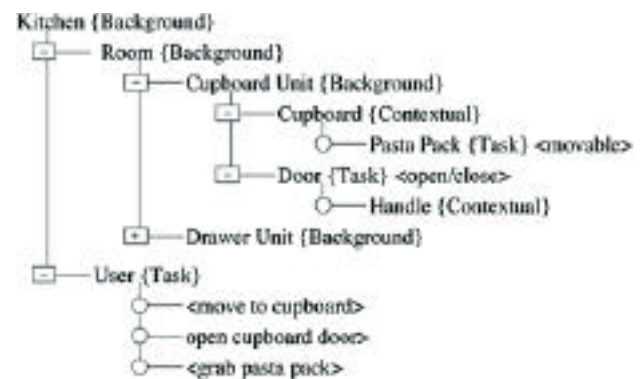 Kitchen {Background}
Room {Background}
Cupboard Unit {Background}
Cupboard {Contextual}
Pasta Pack {Task} <movable>
Door {Task} <open/close>
Handle {Contextual}
Drawer Unit {Background}
User {Task}
<move to cupboard>
open cupboard door>
<grab pasta pack>